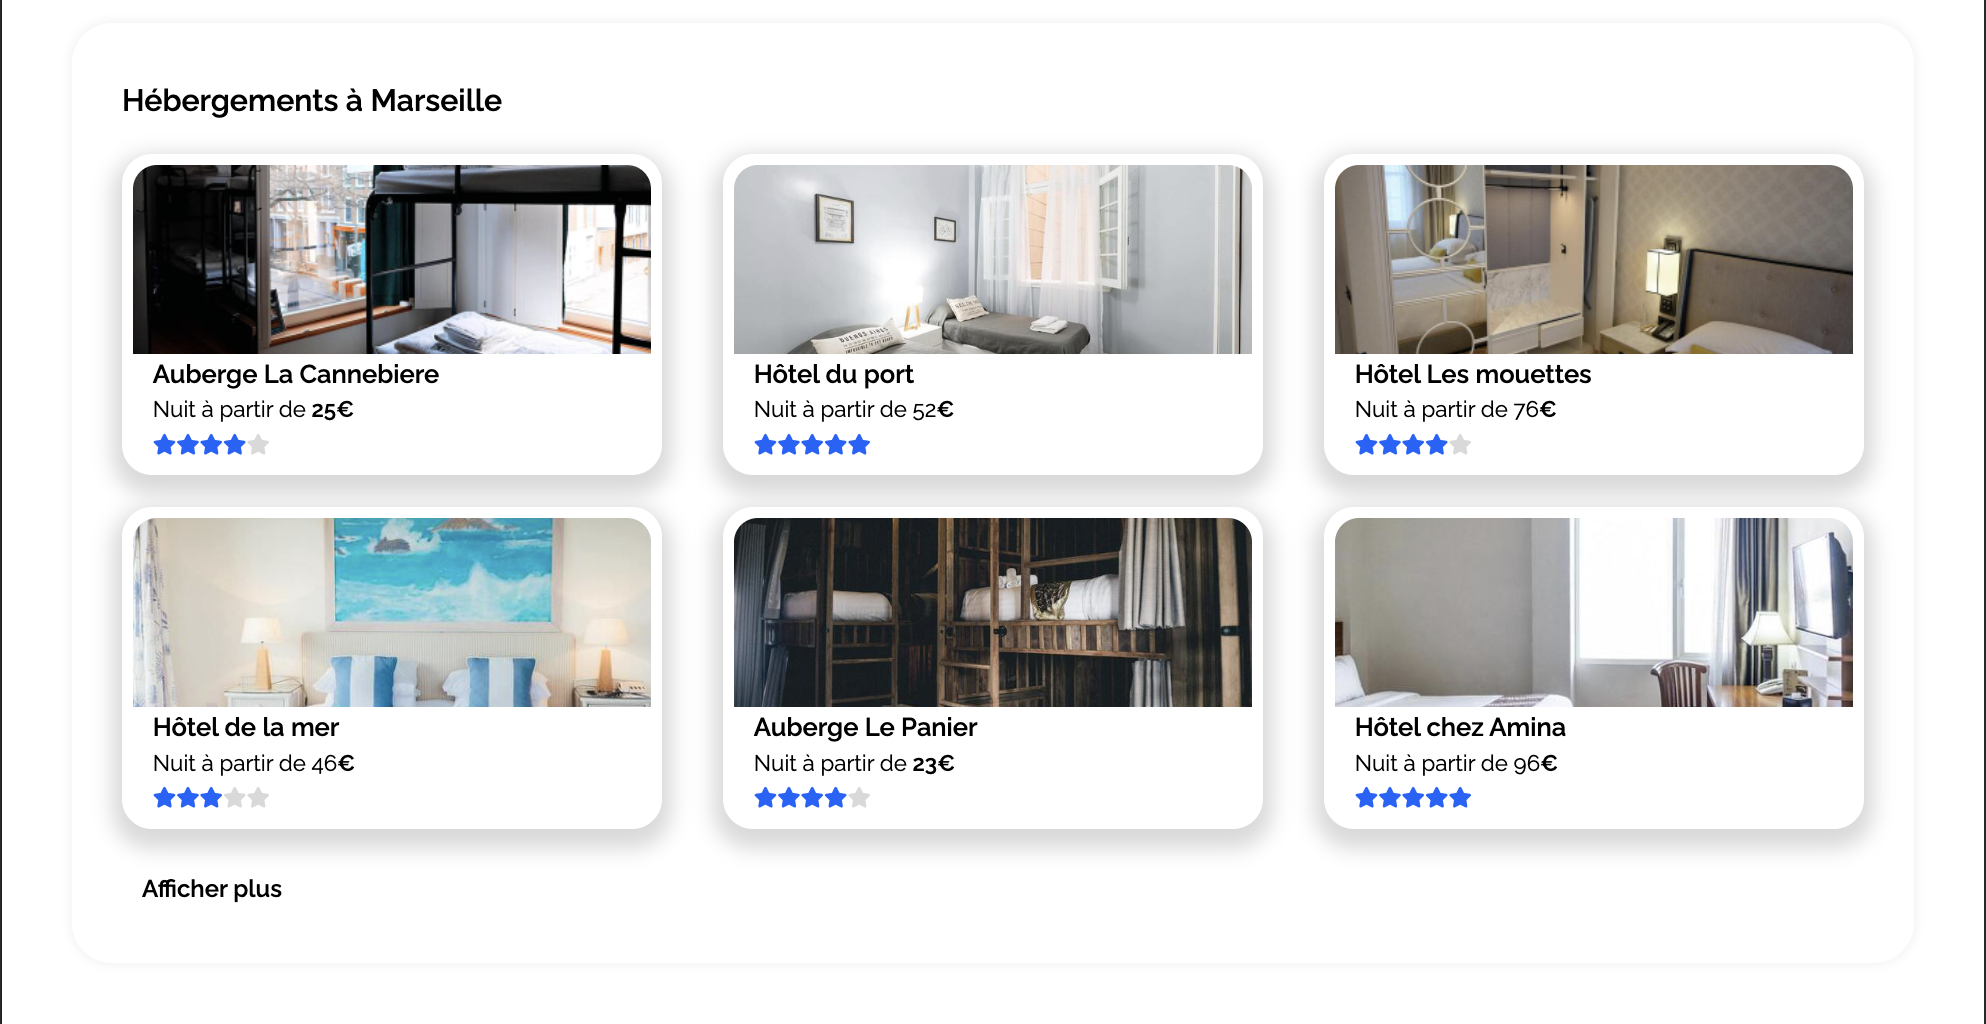 Hébergements à Marseille
Auberge La Cannebiere
Nuit à partir de 25€
Hôtel du port
Nuit à partir de 52€
Hôtel Les mouettes
Nuit à partir de 76€
Hôtel de la mer
Nuit à partir de 46€
Auberge Le Panier
Nuit à partir de 23€
Hôtel chez Amina
Nuit à partir de 96€
Afficher plus
BUENOS AIRES